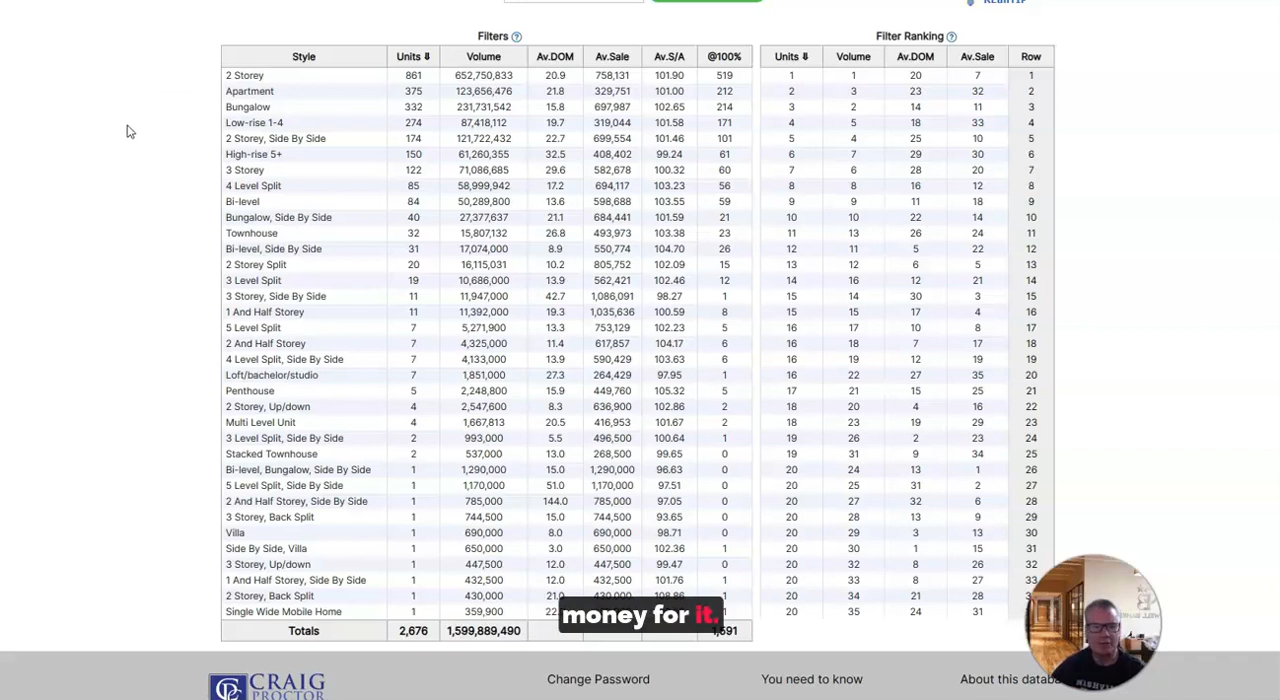 Filters Filter Ranking
Style Units ⇓ Volume Av.DOM Av.Sale Av.S/A @100% Units ⇓ Volume Av.DOM Av.Sale Row
2 Storey 861 652,750,833 20.9 758,131 101.90 519 1 1 20 7 1
Apartment 375 123,656,476 21.8 329,751 101.00 212 2 3 23 32 2
Bungalow 332 231,731,542 15.8 697,987 102.65 214 3 2 14 11 3
Low-rise 1-4 274 87,418,112 19.7 319,044 101.58 171 4 5 18 33 4
2 Storey, Side By Side 174 121,722,432 22.7 699,554 101.46 101 5 4 25 10 5
High-rise 5+ 150 61,260,355 32.5 408,402 99.24 61 6 7 29 30 6
3 Storey 122 71,086,685 29.6 582,678 100.32 60 7 6 28 20 7
4 Level Split 85 58,999,942 17.2 694,117 103.23 56 8 8 16 12 8
Bi-level 84 50,289,800 13.6 598,688 103.55 59 9 9 11 18 9
Bungalow, Side By Side 40 27,377,637 21.1 684,441 101.59 21 10 10 22 14 10
Townhouse 32 15,807,132 26.8 493,973 103.38 23 11 13 26 24 11
Bi-level, Side By Side 31 17,074,000 8.9 550,774 104.70 26 12 11 5 22 12
2 Storey Split 20 16,115,031 10.2 805,752 102.09 15 13 12 6 5 13
3 Level Split 19 10,686,000 13.9 562,421 102.46 12 14 16 12 21 14
3 Storey, Side By Side 11 11,947,000 42.7 1,086,091 98.27 1 15 14 30 3 15
1 And Half Storey 11 11,392,000 19.3 1,035,636 100.59 8 15 15 17 4 16
5 Level Split 7 5,271,900 13.3 753,129 102.23 5 16 17 10 8 17
2 And Half Storey 7 4,325,000 11.4 617,857 104.17 6 16 18 7 17 18
4 Level Split, Side By Side 7 4,133,000 13.9 590,429 103.63 6 16 19 12 19 19
Loft/bachelor/studio 7 1,851,000 27.3 264,429 97.95 1 16 22 27 35 20
Penthouse 5 2,248,800 15.9 449,760 105.32 5 17 21 15 25 21
2 Storey, Up/down 4 2,547,600 8.3 636,900 102.86 2 18 20 4 16 22
Multi Level Unit 4 1,667,813 20.5 416,953 101.67 2 18 23 19 29 23
3 Level Split, Side By Side 2 993,000 5.5 496,500 100.64 1 19 26 2 23 24
Stacked Townhouse 2 537,000 13.0 268,500 99.65 0 19 31 9 34 25
Bi-level, Bungalow, Side By Side 1 1,290,000 15.0 1,290,000 96.63 0 20 24 13 1 26
5 Level Split, Side By Side 1 1,170,000 51.0 1,170,000 97.51 0 20 25 31 2 27
2 And Half Storey, Side By Side 1 785,000 144.0 785,000 97.05 0 20 27 32 6 28
3 Storey, Back Split 1 744,500 15.0 744,500 93.65 0 20 28 13 9 29
Villa 1 690,000 8.0 690,000 98.71 0 20 29 3 13 30
Side By Side, Villa 1 650,000 3.0 650,000 102.36 1 20 30 1 15 31
3 Storey, Up/down 1 447,500 12.0 447,500 99.47 0 20 32 8 26 32
1 And Half Storey, Side By Side 1 432,500 12.0 432,500 101.76 1 20 33 8 27 33
2 Storey, Back Split 1 430,000 21.0 430,000 108.86 1 20 34 21 28
Single Wide Mobile Home 1 359,900 20 35 24 31
money for it.
Totals 2,676 1,599,889,490
CRAIG
PROCTOR
Change Password You need to know About this datab